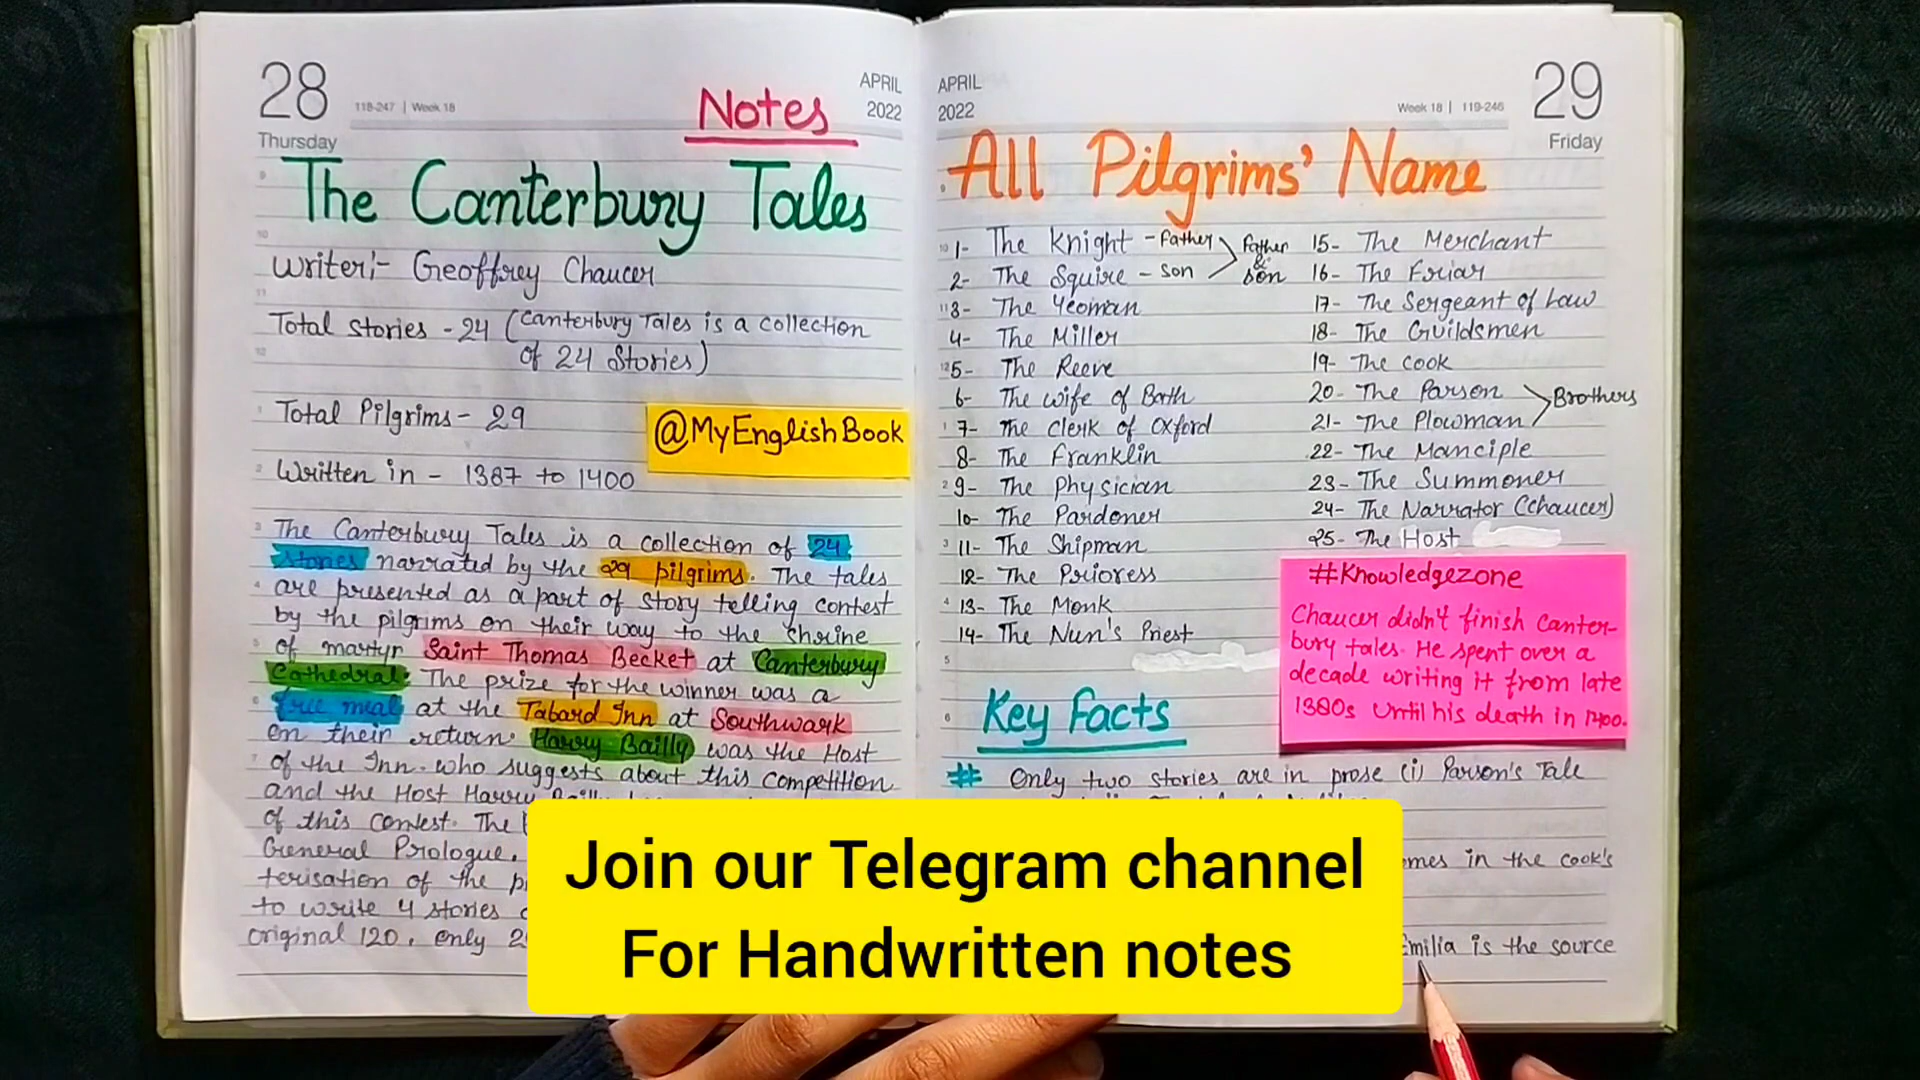 28
Thursday
118-247 | Week 18
APRIL
2022
Notes
The Canterbury Tales
Writer:- Geoffrey Chaucer
Total stories - 24 (Canterbury Tales is a collection
of 24 Stories)
Total Pilgrims - 29
@MyEnglishBook
Written in - 1387 to 1400
The Canterbury Tales is a collection of 24
stories narrated by the 29 pilgrims. The tales
are presented as a part of story telling contest
by the pilgrims on their way to the shrine
of martyr Saint Thomas Becket at Canterbury
Cathedral. The prize for the winner was a
free meal at the Tabard Inn at Southwark
on their return. Harry Bailly was the Host
of the Inn who suggests about this competition
and the Host Harry Bailly
of this contest. The
General Prologue.
terisation of the
to write 4 stories
original 120, only
APRIL
2022
Week 18 | 119-246
29
Friday
All Pilgrims' Name
1- The Knight - Father
2- The Squire - Son
Father
&
Son
3- The Yeoman
4- The Miller
5- The Reeve
6- The wife of Bath
7- The clerk of Oxford
8- The Franklin
9- The Physician
10- The Pardoner
11- The Shipman
12- The Prioress
13- The Monk
14- The Nun's Priest
15- The Merchant
16- The Friar
17- The Sergeant of Law
18- The Guildsmen
19- The Cook
20- The Parson
21- The Plowman
Brothers
22- The Manciple
23- The Summoner
24- The Narrator (Chaucer)
25- The Host
#Knowledgezone
Chaucer didn't finish Canter-
bury tales. He spent over a
decade writing it from late
1380s Until his death in 1400.
Key Facts
# Only two stories are in prose (i) Parson's Tale
in the cook's
Emilia is the source
Join our Telegram channel
For Handwritten notes